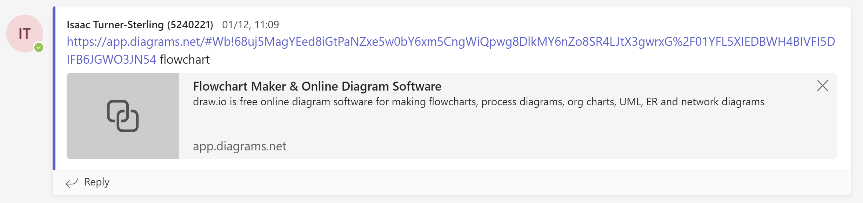 IT
Isaac Turner-Sterling (5240221) 01/12, 11:09
https://app.diagrams.net/#Wb!68uj5MagYEed8iGtPaNZxe5w0bY6xm5CngWiQpwg8DlkMY6nZo8SR4LJtX3gwrxG%2F01YFL5XIEDBWH4BIVFI5D
IFB6JGWO3JN54 flowchart
Flowchart Maker & Online Diagram Software
draw.io is free online diagram software for making flowcharts, process diagrams, org charts, UML, ER and network diagrams
app.diagrams.net
Reply